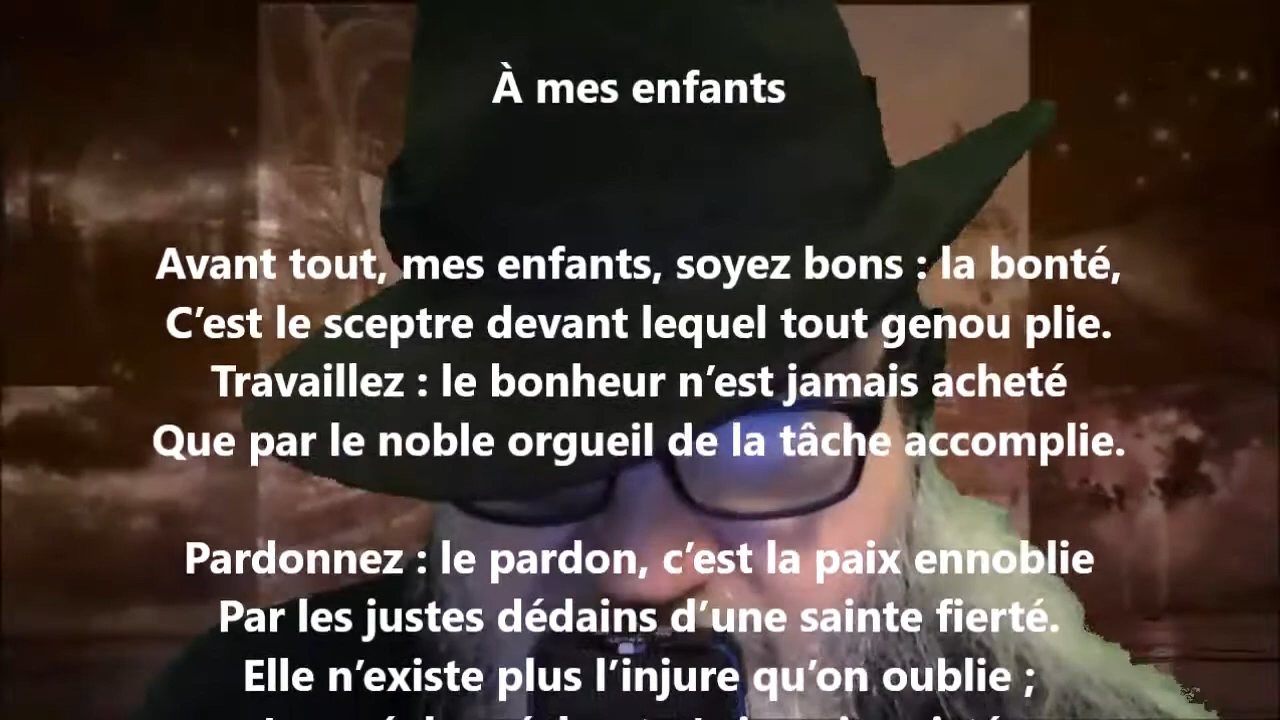 À mes enfants
Avant tout, mes enfants, soyez bons : la bonté,
C’est le sceptre devant lequel tout genou plie.
Travaillez : le bonheur n’est jamais acheté
Que par le noble orgueil de la tâche accomplie.
Pardonnez : le pardon, c’est la paix ennoblie
Par les justes dédains d’une sainte fierté.
Elle n’existe plus l’injure qu’on oublie ;